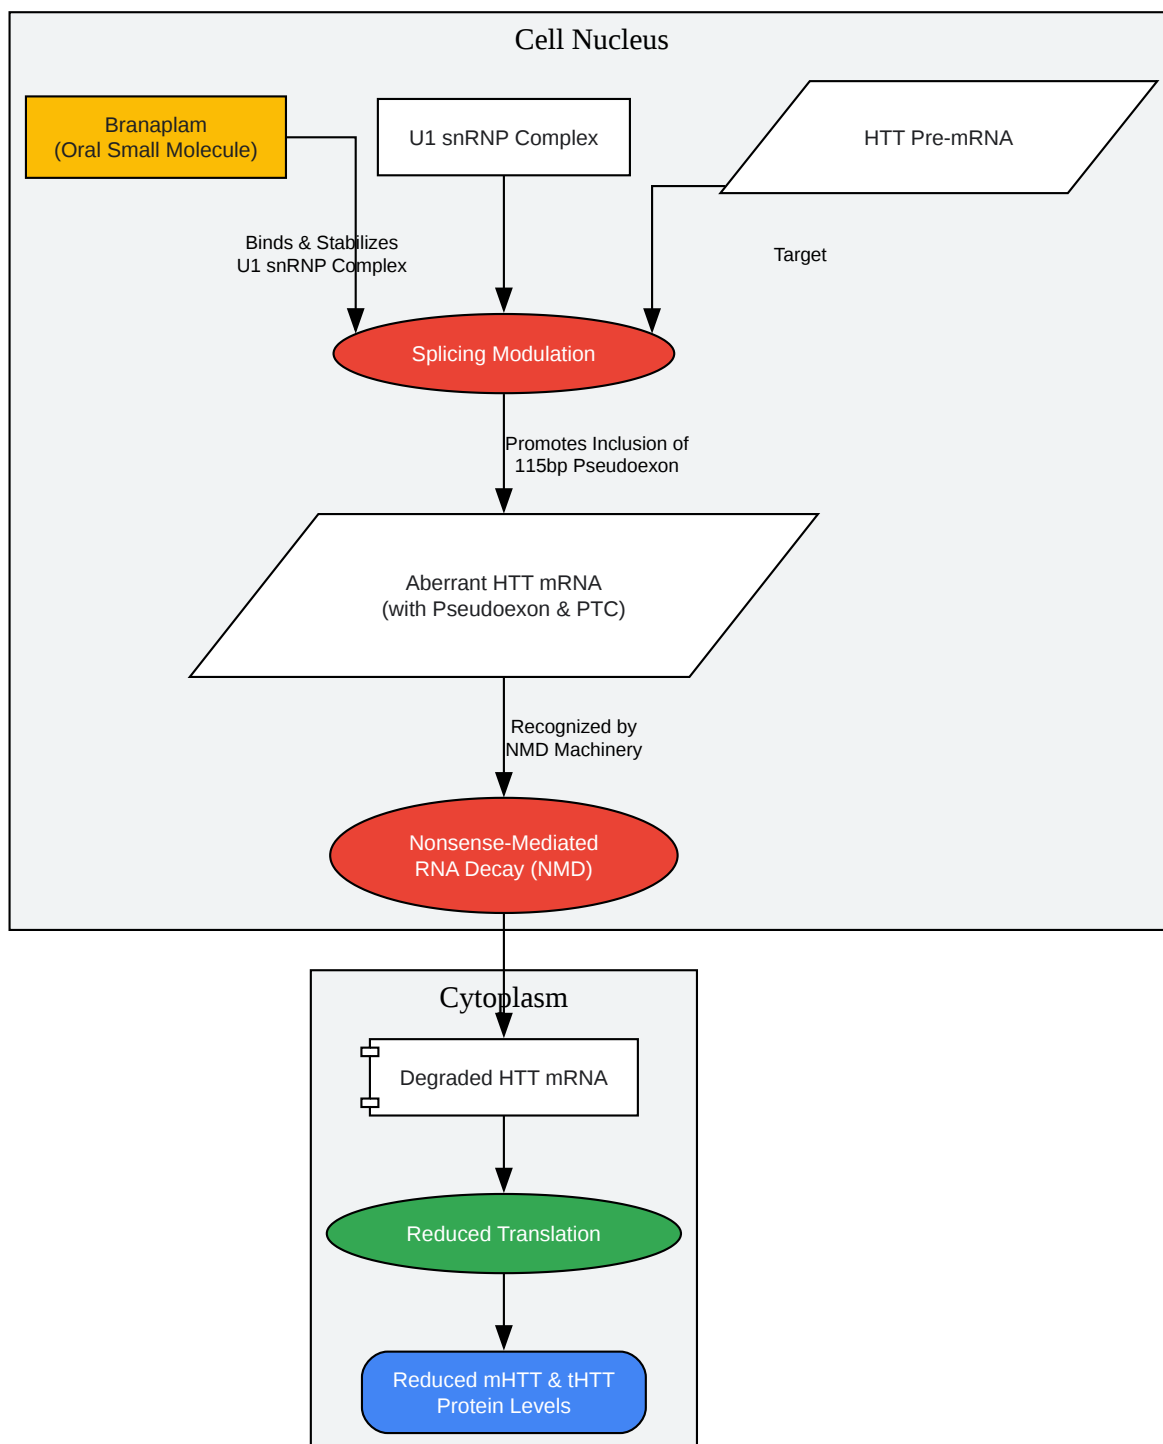 Cell Nucleus
Branaplam
(Oral Small Molecule)
U1 snRNP Complex
HTT Pre-mRNA
Binds & Stabilizes
U1 snRNP Complex
Target
Splicing Modulation
Promotes Inclusion of
115bp Pseudoexon
Aberrant HTT mRNA
(with Pseudoexon & PTC)
Recognized by
NMD Machinery
Nonsense-Mediated
RNA Decay (NMD)
Cytoplasm
Degraded HTT mRNA
Reduced Translation
Reduced mHTT & tHTT
Protein Levels